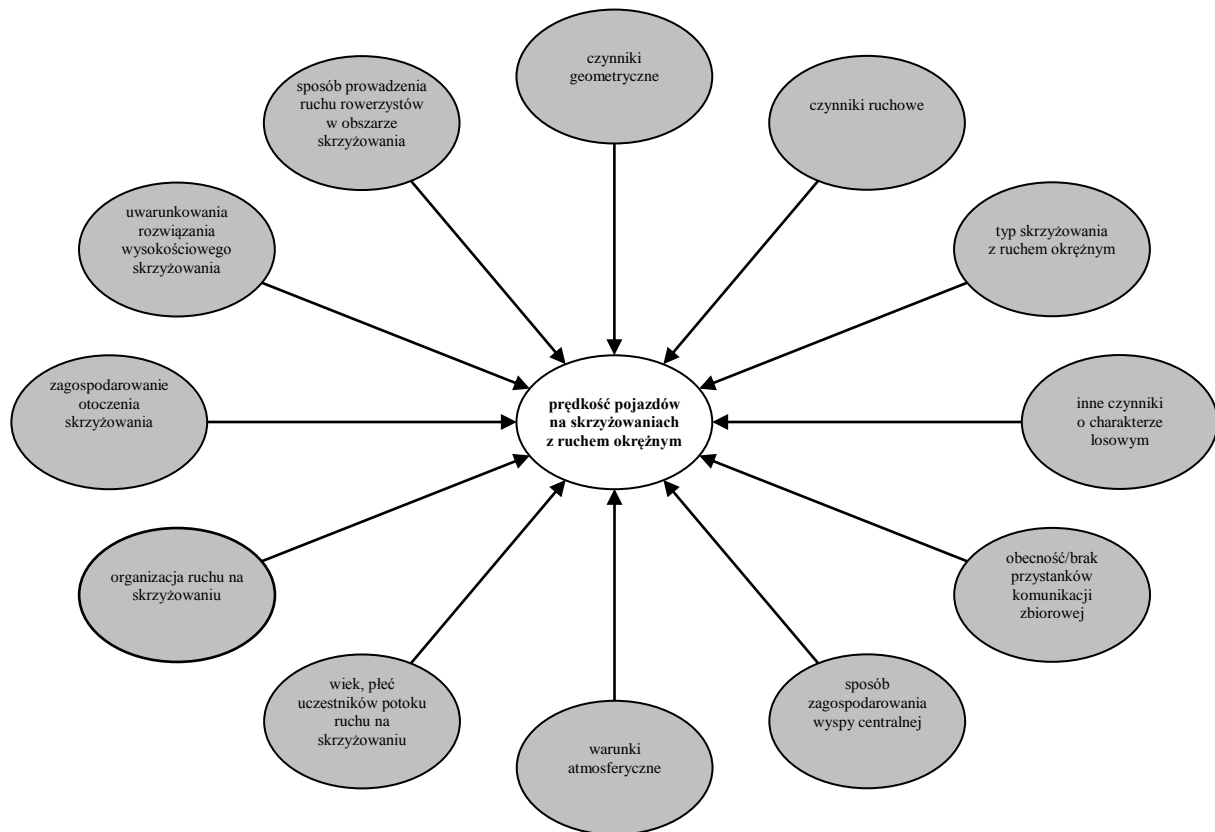 czynniki
geometryczne
czynniki ruchowe
typ skrzyżowania
z ruchem okrężnym
inne czynniki
o charakterze
losowym
obecność/brak
przystanków
komunikacji
zbiorowej
sposób
zagospodarowania
wyspy centralnej
warunki
atmosferyczne
wiek, płeć
uczestników potoku
ruchu na
skrzyżowaniu
organizacja ruchu na
skrzyżowaniu
zagospodarowanie
otoczenia
skrzyżowania
uwarunkowania
rozwiązania
wysokościowego
skrzyżowania
sposób prowadzenia
ruchu rowerzystów
w obszarze
skrzyżowania
prędkość pojazdów
na skrzyżowaniach
z ruchem okrężnym